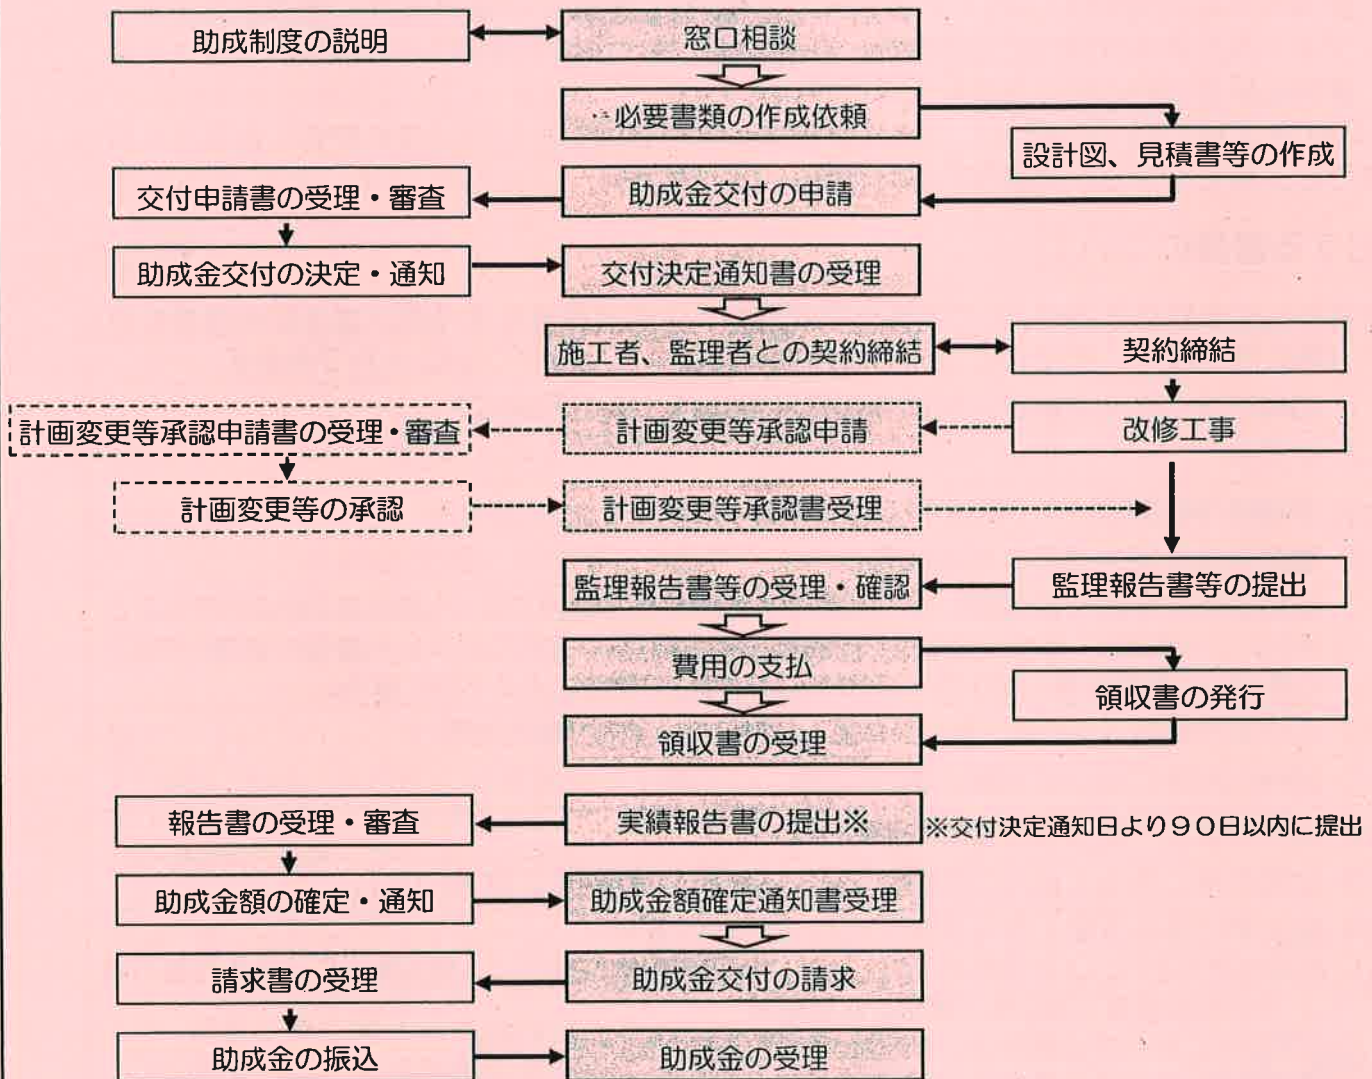 助成制度の説明
窓口相談
必要書類の作成依頼
設計図、見積書等の作成
交付申請書の受理・審査
助成金交付の申請
助成金交付の決定・通知
交付決定通知書の受理
施工者、監理者との契約締結
契約締結
計画変更等承認申請書の受理・審査
計画変更等承認申請
改修工事
計画変更等の承認
計画変更等承認書受理
監理報告書等の受理・確認
監理報告書等の提出
費用の支払
領収書の発行
領収書の受理
報告書の受理・審査
実績報告書の提出※
※交付決定通知日より90日以内に提出
助成金額の確定・通知
助成金額確定通知書受理
請求書の受理
助成金交付の請求
助成金の振込
助成金の受理